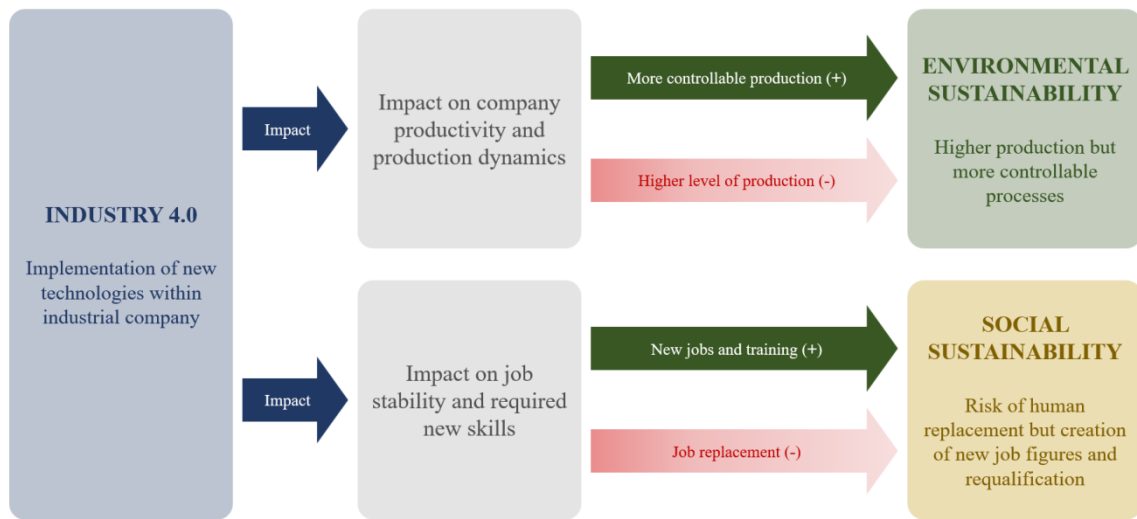 INDUSTRY 4.0
Implementation of new
technologies within
industrial company
Impact
Impact on company
productivity and
production dynamics
More controllable production (+)
Higher level of production (-)
ENVIRONMENTAL
SUSTAINABILITY
Higher production but
more controllable
processes
Impact
Impact on job
stability and required
new skills
New jobs and training (+)
Job replacement (-)
SOCIAL
SUSTAINABILITY
Risk of human
replacement but creation
of new job figures and
requalification